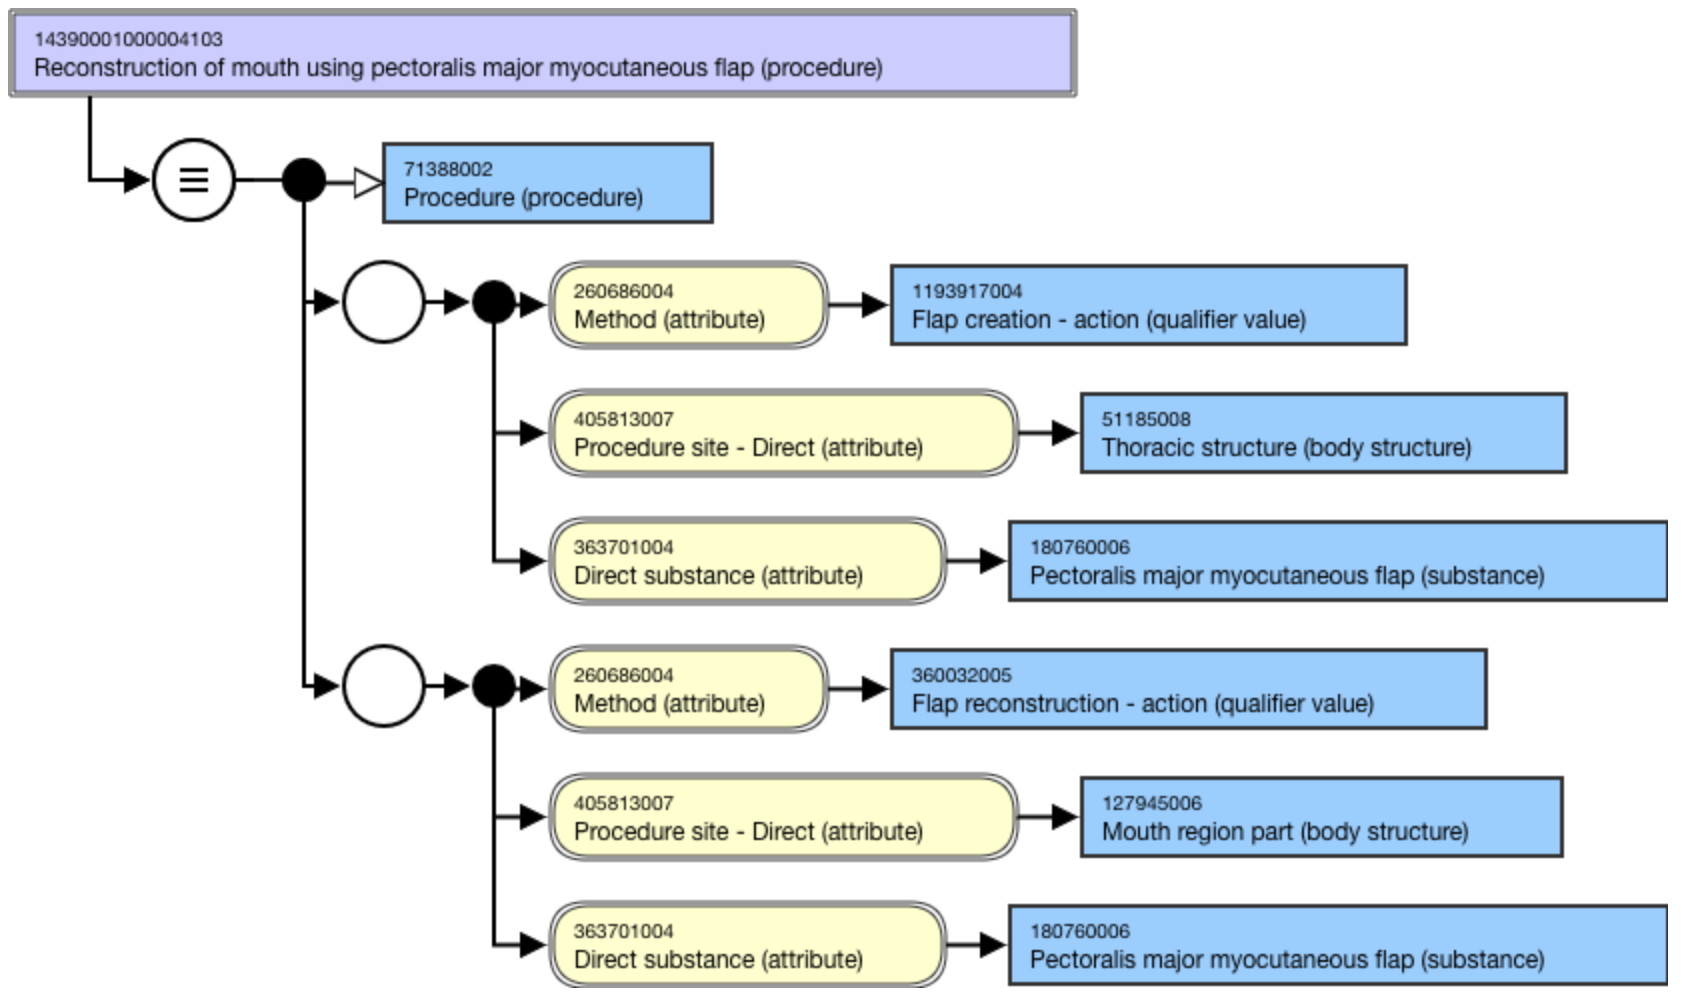 14390001000004103
Reconstruction of mouth using pectoralis major myocutaneous flap (procedure)
71388002
Procedure (procedure)
260686004
Method (attribute)
1193917004
Flap creation - action (qualifier value)
405813007
Procedure site - Direct (attribute)
51185008
Thoracic structure (body structure)
363701004
Direct substance (attribute)
180760006
Pectoralis major myocutaneous flap (substance)
260686004
Method (attribute)
360032005
Flap reconstruction - action (qualifier value)
405813007
Procedure site - Direct (attribute)
127945006
Mouth region part (body structure)
363701004
Direct substance (attribute)
180760006
Pectoralis major myocutaneous flap (substance)